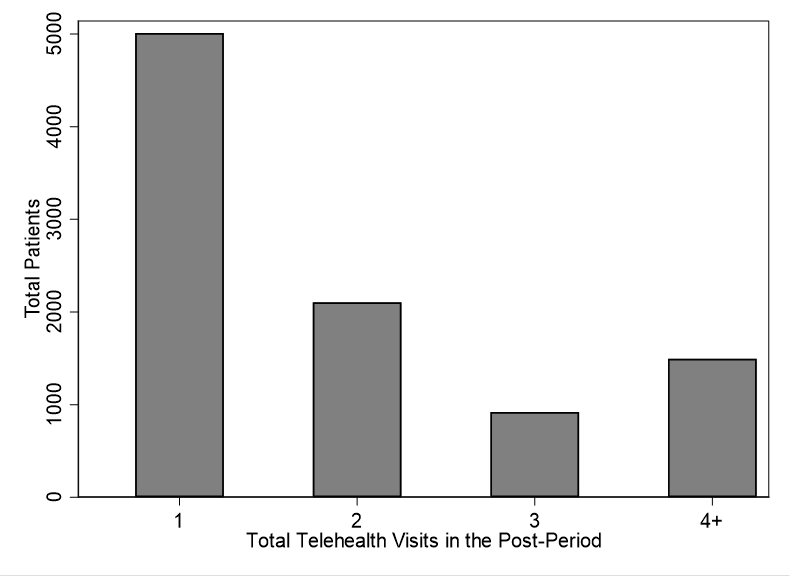 5000
4000
3000
2000
1000
0
Total Patients
1 2 3 4+
Total Telehealth Visits in the Post-Period